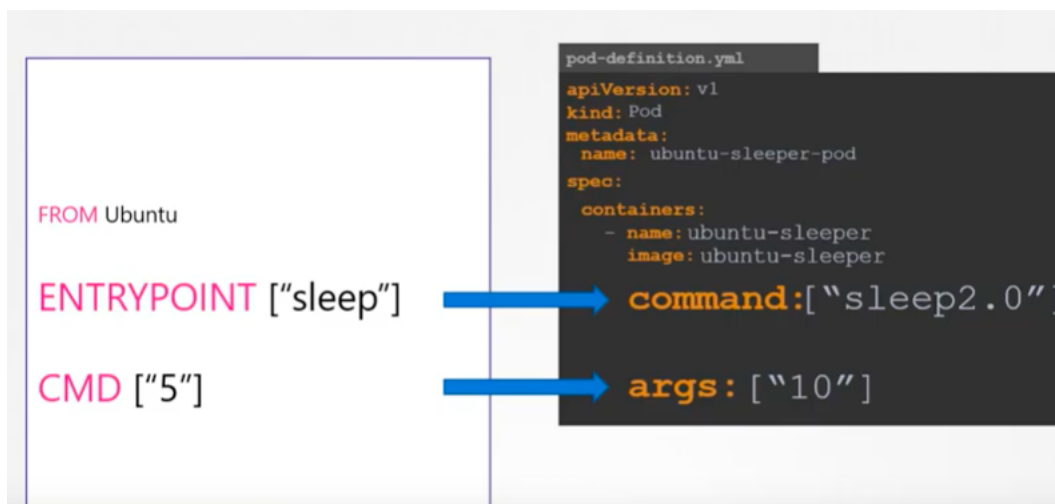 FROM Ubuntu
ENTRYPOINT [“sleep”]
CMD [“5”]
pod-definition.yml
apiVersion: v1
kind: Pod
metadata:
name: ubuntu-sleeper-pod
spec:
containers:
- name: ubuntu-sleeper
image: ubuntu-sleeper
command:[“sleep2.0”]
args: [“10”]